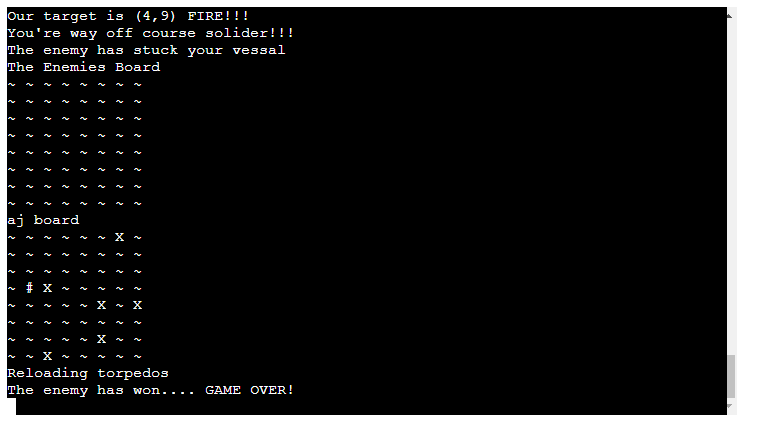 Our target is (4,9) FIRE!!!
You're way off course solider!!!
The enemy has stuck your vessal
The Enemies Board
~ ~ ~ ~ ~ ~ ~ ~
~ ~ ~ ~ ~ ~ ~ ~
~ ~ ~ ~ ~ ~ ~ ~
~ ~ ~ ~ ~ ~ ~ ~
~ ~ ~ ~ ~ ~ ~ ~
~ ~ ~ ~ ~ ~ ~ ~
~ ~ ~ ~ ~ ~ ~ ~
~ ~ ~ ~ ~ ~ ~ ~
aj board
~ ~ ~ ~ ~ ~ X ~
~ ~ ~ ~ ~ ~ ~ ~
~ ~ ~ ~ ~ ~ ~ ~
~ # X ~ ~ ~ ~ ~
~ ~ ~ ~ ~ X ~ X
~ ~ ~ ~ ~ ~ ~ ~
~ ~ ~ ~ ~ X ~ ~
~ ~ X ~ ~ ~ ~ ~
Reloading torpedos
The enemy has won.... GAME OVER!